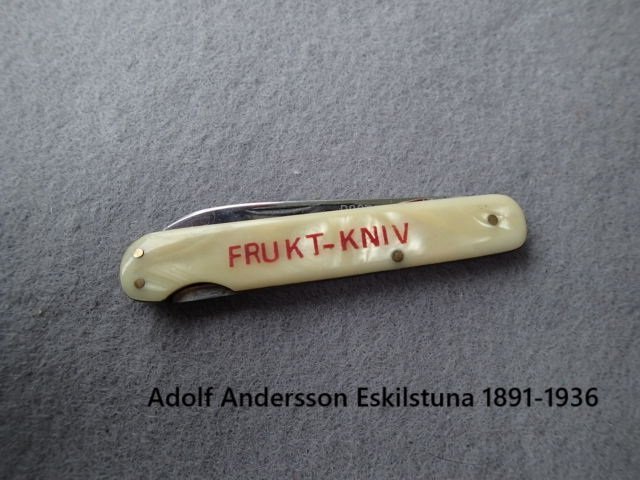 FRUKT-KNIV
Adolf Andersson Eskilstuna 1891-1936